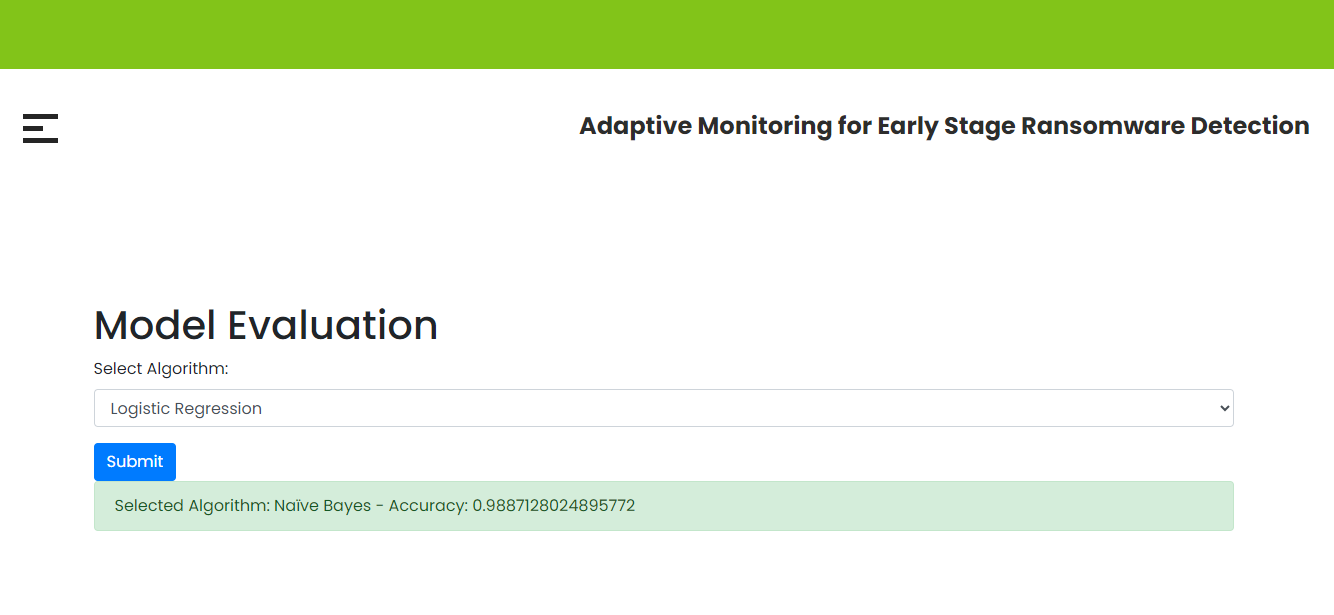 Adaptive Monitoring for Early Stage Ransomware Detection
Model Evaluation
Select Algorithm:
Logistic Regression
Submit
Selected Algorithm: Naïve Bayes - Accuracy: 0.9887128024895772